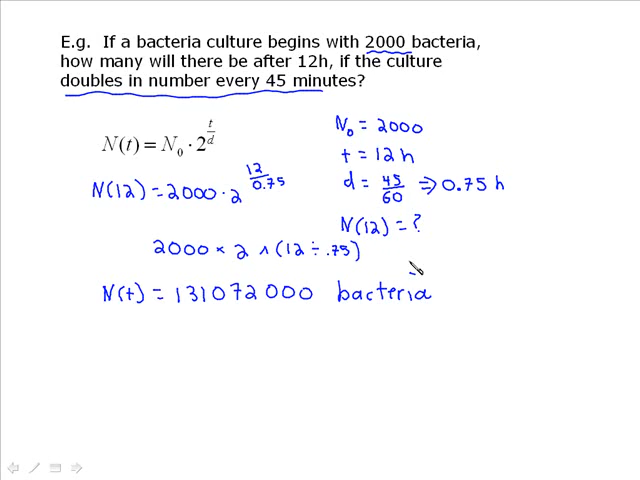 E.g. If a bacteria culture begins with 2000 bacteria,
how many will there be after 12h, if the culture
doubles in number every 45 minutes?
N(t) = N₀ · 2^(t/d)
N₀ = 2000
t = 12 h
d = 45/60 ⇒ 0.75 h
N(12) = ?
N(12) = 2000 · 2^(12/0.75)
2000 × 2 ^ (12 ÷ .75)
N(t) = 131072000 bacteria